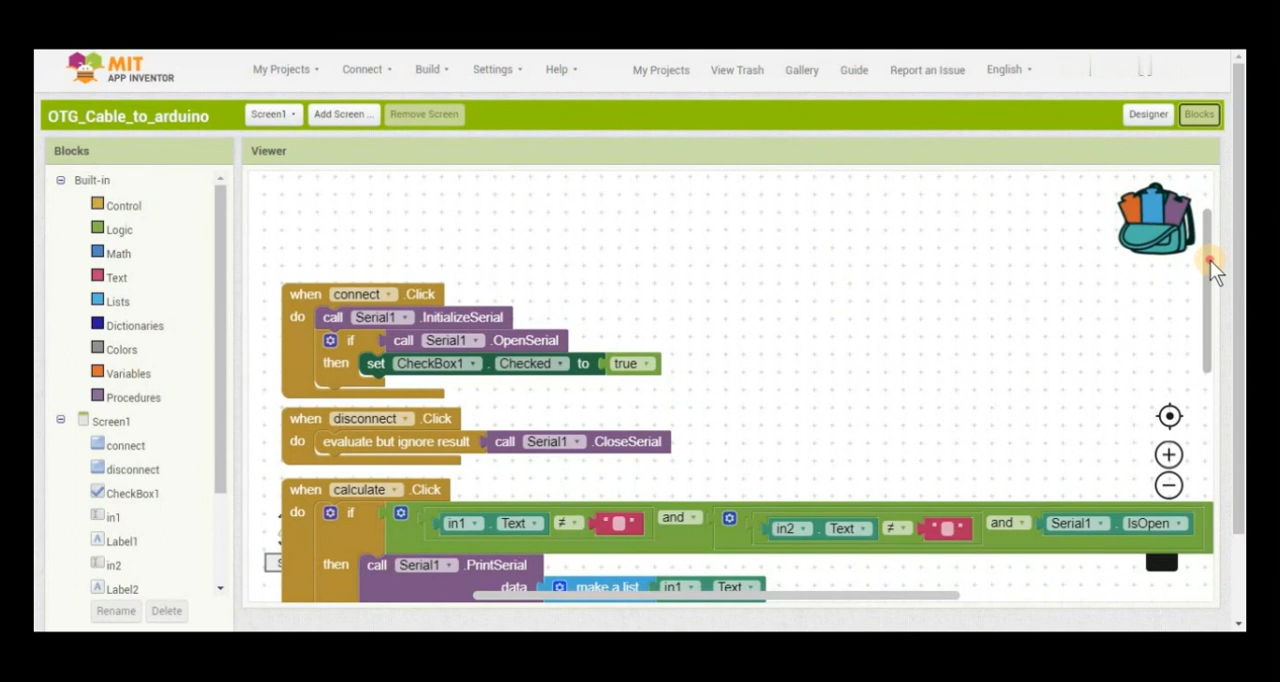 MIT
APP INVENTOR
My Projects Connect Build Settings Help My Projects View Trash Gallery Guide Report an Issue English
OTG_Cable_to_arduino Screen1 Add Screen ... Remove Screen Designer Blocks
Blocks Viewer
Built-in
Control
Logic
Math
Text
Lists
Dictionaries
Colors
Variables
Procedures
Screen1
connect
disconnect
CheckBox1
in1
Label1
in2
Label2
Rename Delete
when connect .Click
do call Serial1 .InitializeSerial
if call Serial1 .OpenSerial
then set CheckBox1 . Checked to true
when disconnect .Click
do evaluate but ignore result call Serial1 .CloseSerial
when calculate .Click
do if in1 . Text ≠ " " and in2 . Text ≠ " " and Serial1 . IsOpen
then call Serial1 .PrintSerial
data make a list in1 . Text